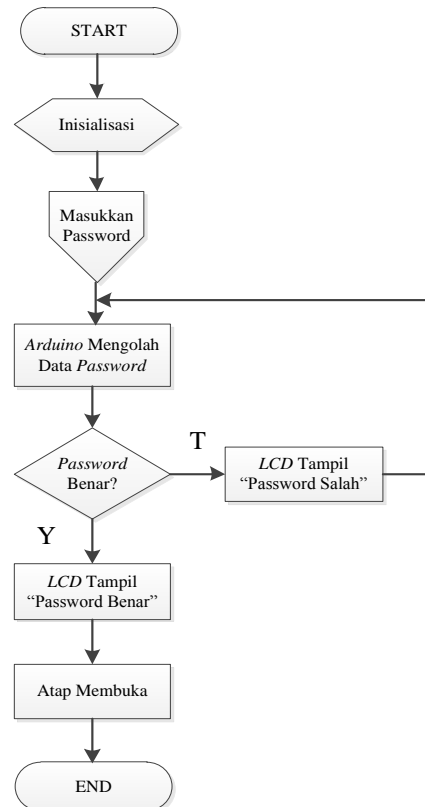 START
Inisialisasi
Masukkan
Password
Arduino Mengolah
Data Password
Password
Benar?
T
LCD Tampil
“Password Salah”
Y
LCD Tampil
“Password Benar”
Atap Membuka
END